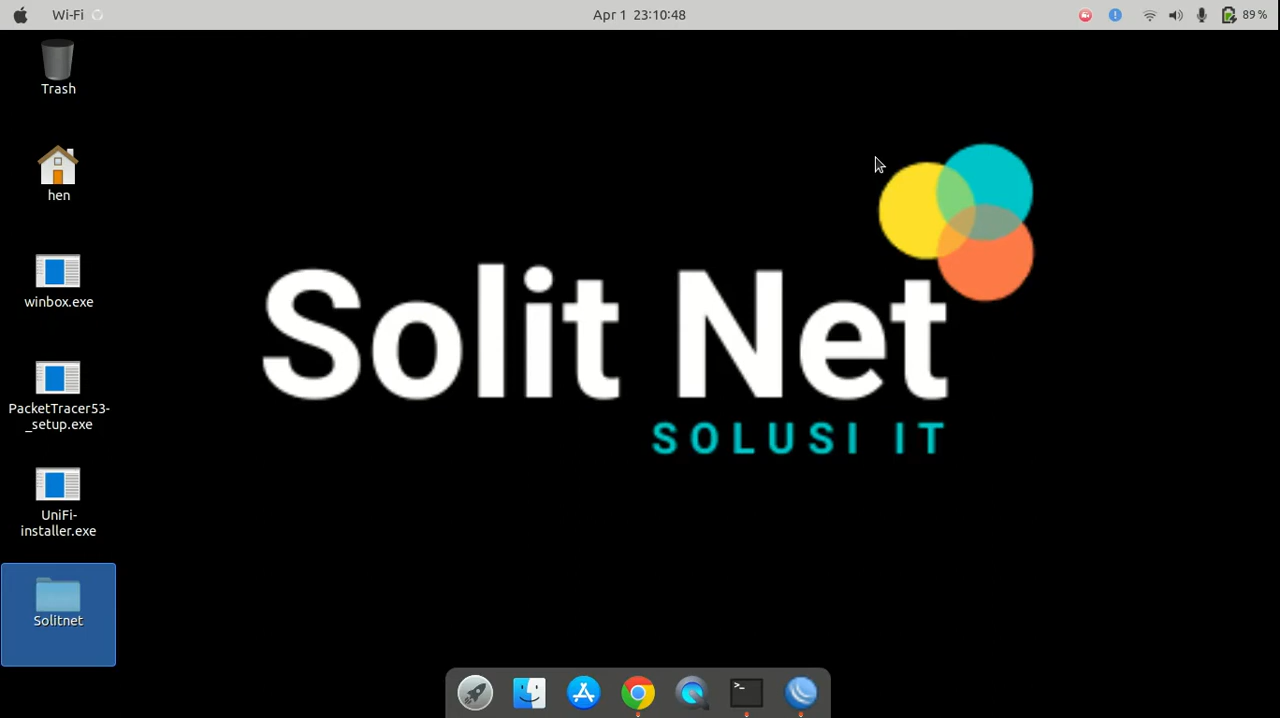 Wi-Fi
Apr 1 23:10:48
89 %
Trash
hen
winbox.exe
PacketTracer53-
_setup.exe
UniFi-
installer.exe
Solitnet
Solit Net
SOLUSI IT
>_